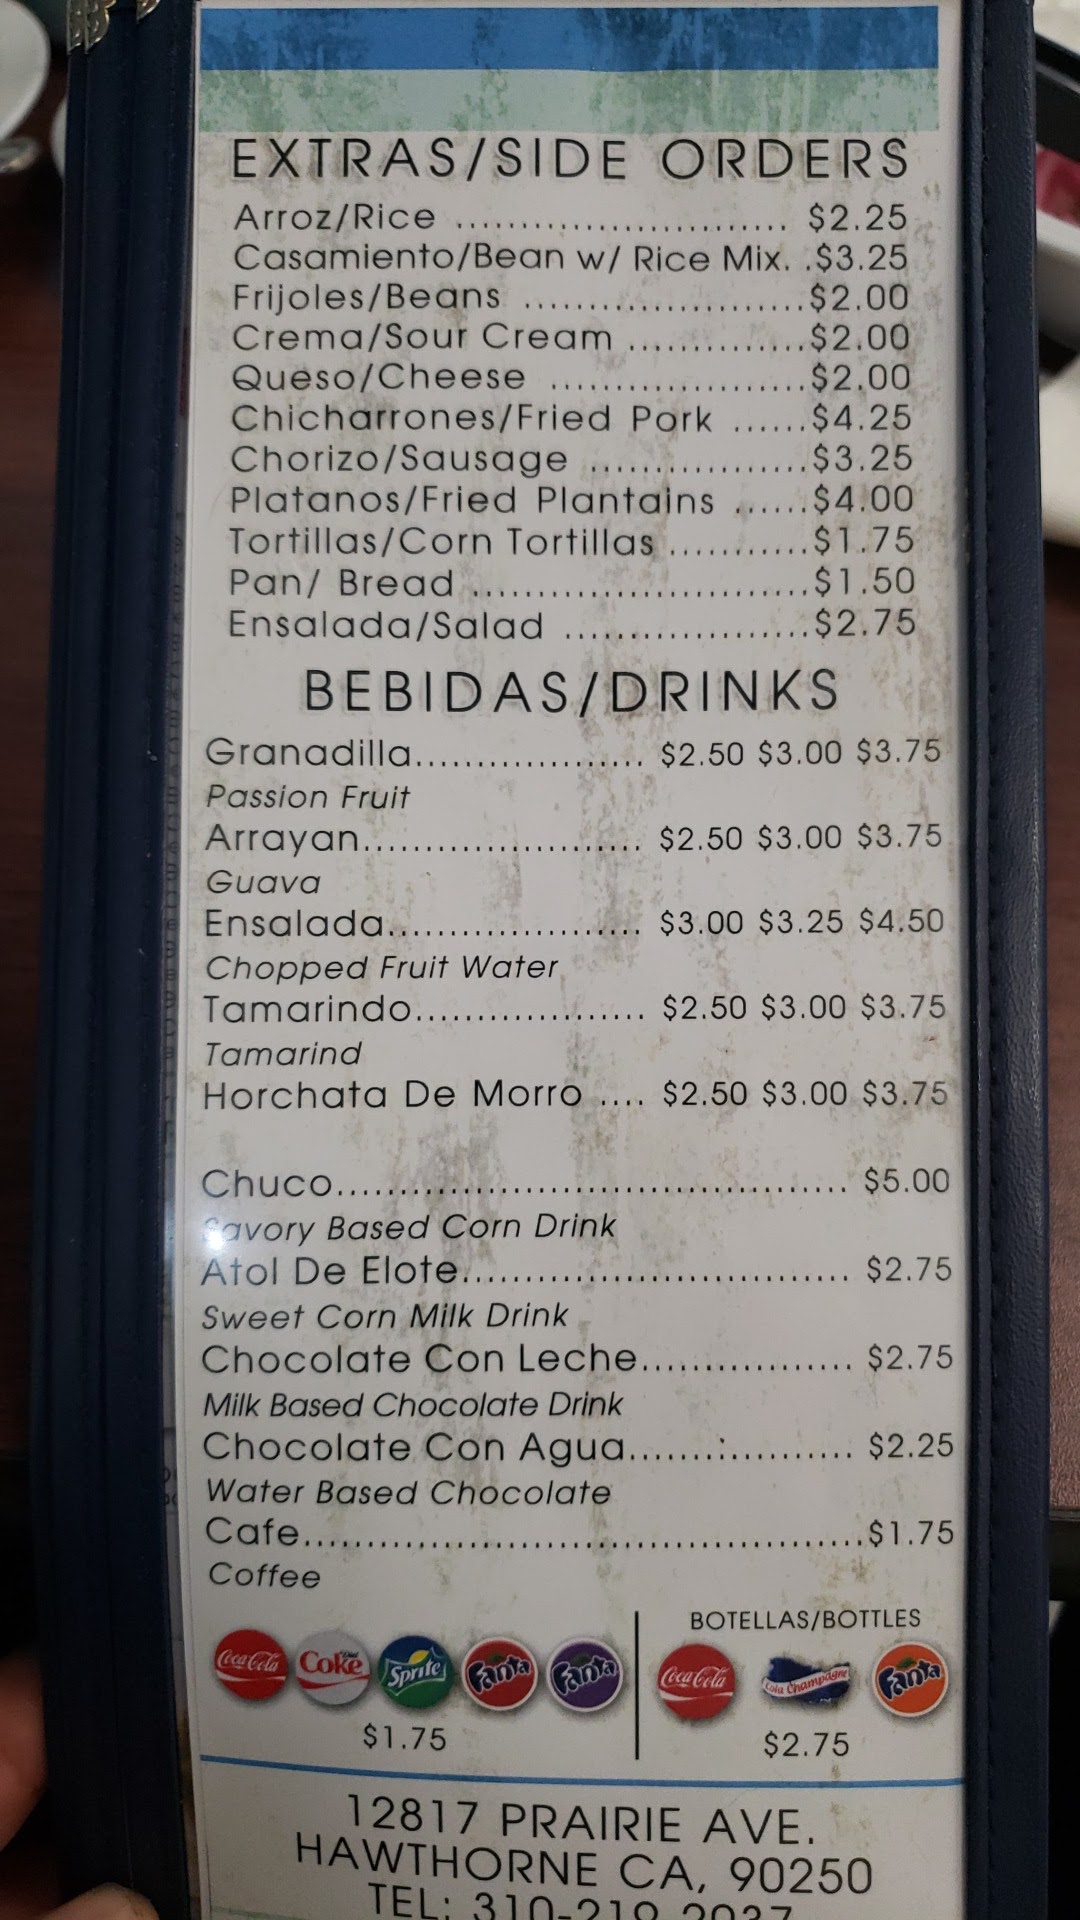 EXTRAS/SIDE ORDERS
Arroz/Rice ............................ $2.25
Casamiento/Bean w/ Rice Mix. .$3.25
Frijoles/Beans ..................$2.00
Crema/Sour Cream ..............$2.00
Queso/Cheese ....................$2.00
Chicharrones/Fried Pork ......$4.25
Chorizo/Sausage .................$3.25
Platanos/Fried Plantains ......$4.00
Tortillas/Corn Tortillas ...........$1.75
Pan/ Bread ...........................$1.50
Ensalada/Salad ...................$2.75
BEBIDAS/DRINKS
Granadilla................... $2.50 $3.00 $3.75
Passion Fruit
Arrayan....................... $2.50 $3.00 $3.75
Guava
Ensalada..................... $3.00 $3.25 $4.50
Chopped Fruit Water
Tamarindo................... $2.50 $3.00 $3.75
Tamarind
Horchata De Morro .... $2.50 $3.00 $3.75
Chuco.......................................... $5.00
Savory Based Corn Drink
Atol De Elote................................ $2.75
Sweet Corn Milk Drink
Chocolate Con Leche................. $2.75
Milk Based Chocolate Drink
Chocolate Con Agua.................. $2.25
Water Based Chocolate
Cafe..............................................$1.75
Coffee
BOTELLAS/BOTTLES
Coca-Cola Diet Coke Sprite Fanta Fanta Coca-Cola Cola Champagne Fanta
$1.75 $2.75
12817 PRAIRIE AVE.
HAWTHORNE CA, 90250
TEL: 310-219-2037